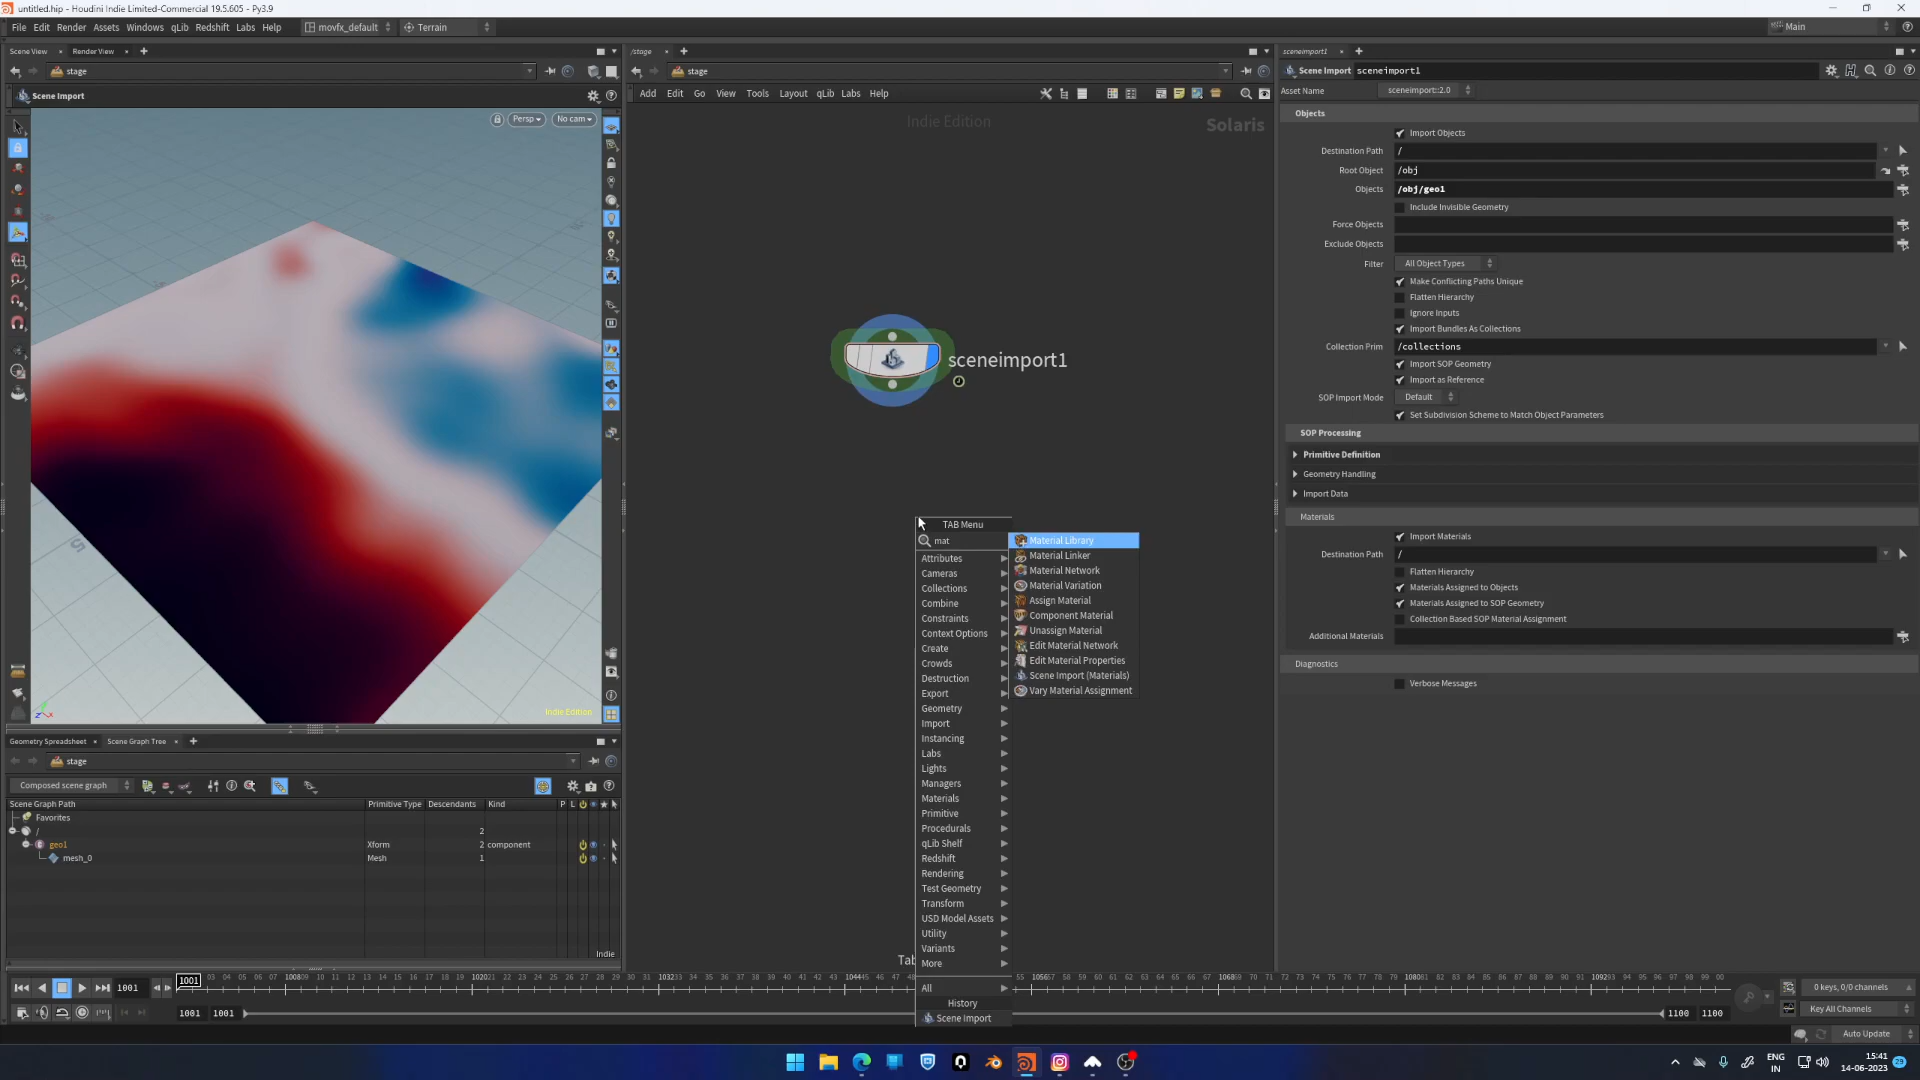 untitled.hip - Houdini Indie Limited-Commercial 19.5.605 - Py3.9
File Edit Render Assets Windows qLib Redshift Labs Help movfx_default Terrain Main
Scene View Render View
stage
Scene Import
Persp No cam
Indie Edition
/stage
stage
Add Edit Go View Tools Layout qLib Labs Help
Indie Edition
Solaris
sceneimport1
TAB Menu
mat
Attributes
Cameras
Collections
Combine
Constraints
Context Options
Create
Crowds
Destruction
Export
Geometry
Import
Instancing
Labs
Lights
Managers
Materials
Primitive
Procedurals
qLib Shelf
Redshift
Rendering
Test Geometry
Transform
USD Model Assets
Utility
Variants
More
All
History
Scene Import
Material Library
Material Linker
Material Network
Material Variation
Assign Material
Component Material
Unassign Material
Edit Material Network
Edit Material Properties
Scene Import (Materials)
Vary Material Assignment
sceneimport1
Scene Import sceneimport1
Asset Name sceneimport::2.0
Objects
Import Objects
Destination Path /
Root Object /obj
Objects /obj/geo1
Include Invisible Geometry
Force Objects
Exclude Objects
Filter All Object Types
Make Conflicting Paths Unique
Flatten Hierarchy
Ignore Inputs
Import Bundles As Collections
Collection Prim /collections
Import SOP Geometry
Import as Reference
SOP Import Mode Default
Set Subdivision Scheme to Match Object Parameters
SOP Processing
Primitive Definition
Geometry Handling
Import Data
Materials
Import Materials
Destination Path /
Flatten Hierarchy
Materials Assigned to Objects
Materials Assigned to SOP Geometry
Collection Based SOP Material Assignment
Additional Materials
Diagnostics
Verbose Messages
Geometry Spreadsheet Scene Graph Tree
stage
Composed scene graph
Scene Graph Path Primitive Type Descendants Kind P L
Favorites
/ 2
geo1 Xform 2 component
mesh_0 Mesh 1
Indie
1001 1001
1001 1001 1100 1100
0 keys, 0/0 channels
Key All Channels
Auto Update
ENG
IN
15:41
14-06-2023